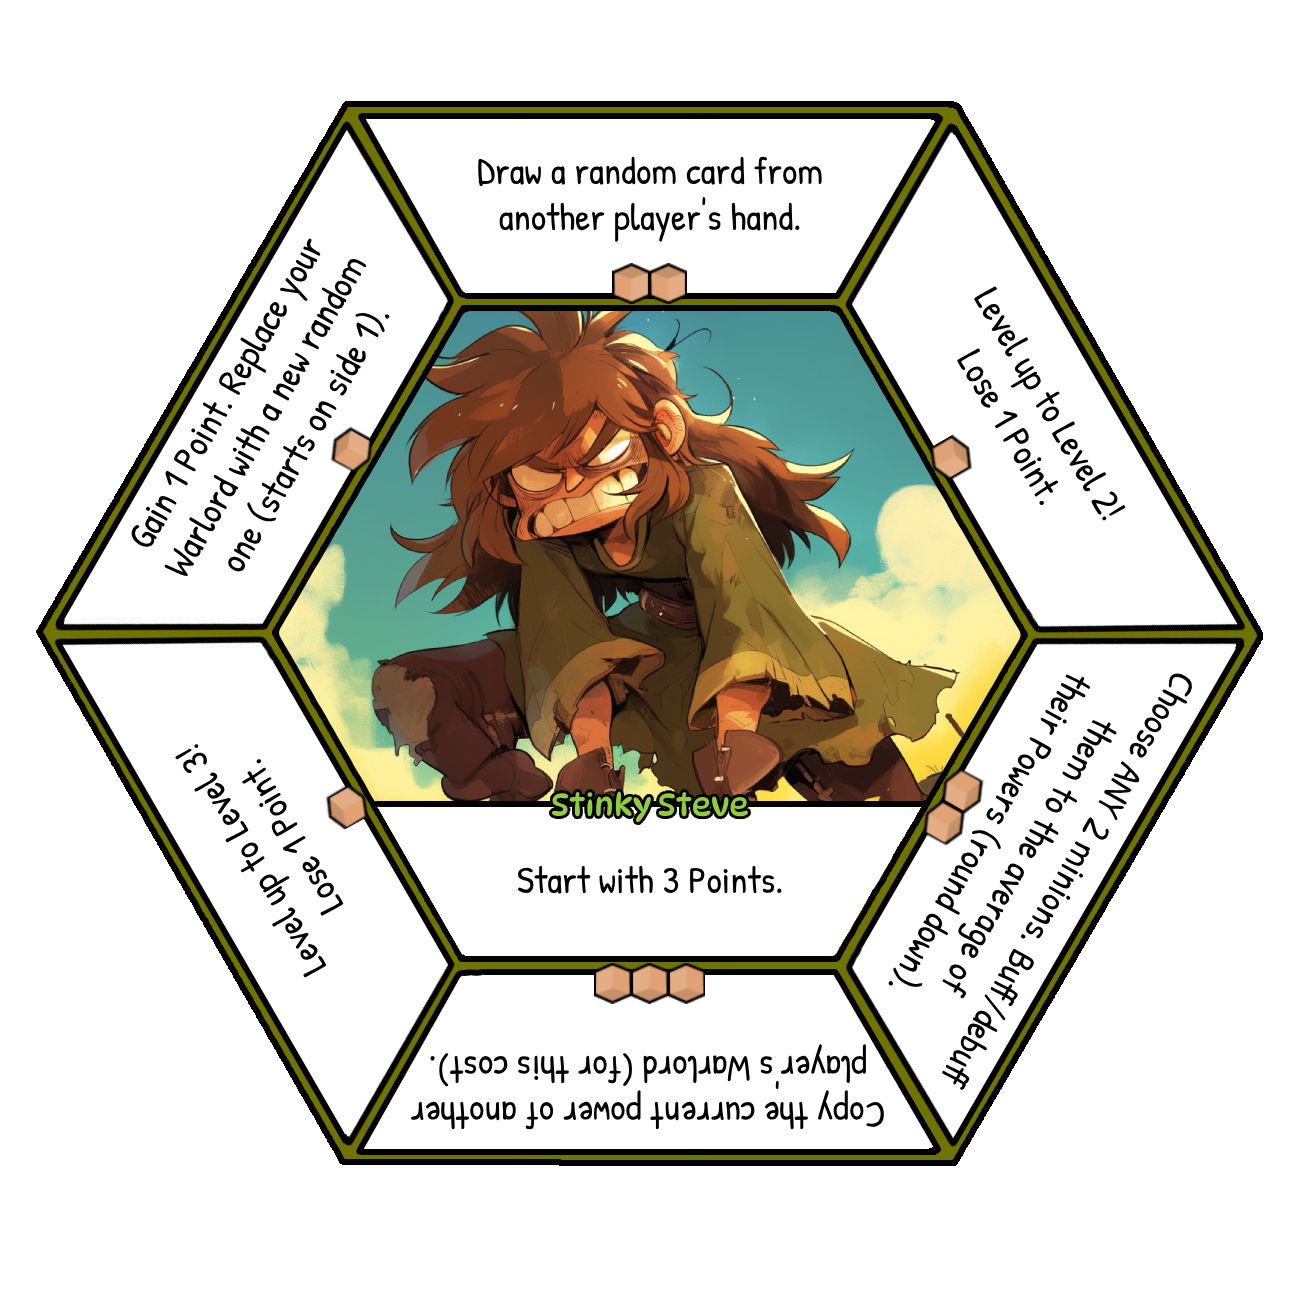 Draw a random card from
another player's hand.
Level up to Level 2!
Lose 1 Point.
Choose ANY 2 minions. Buff/debuff
them to the average of
their Powers (round down).
Copy the current power of another
player's Warlord (for this cost).
Level up to Level 3!
Lose 1 Point.
Gain 1 Point. Replace your
Warlord with a new random
one (starts on side 1).
Stinky Steve
Start with 3 Points.